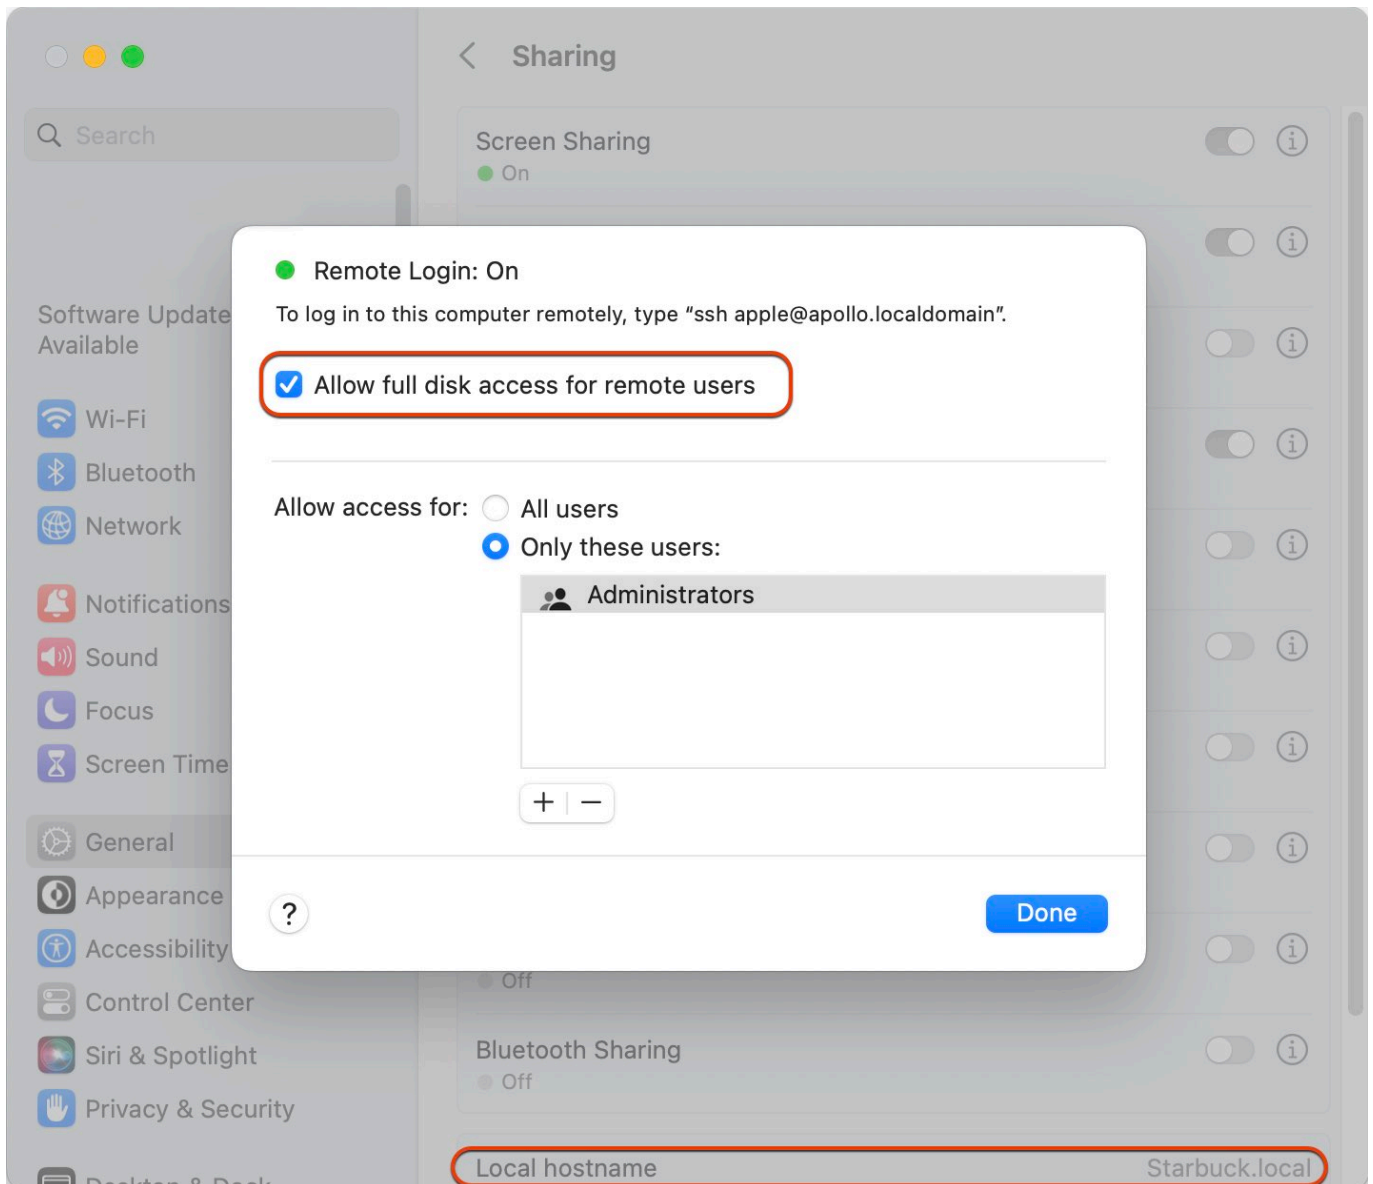 Sharing
Search
Screen Sharing
On
Software Update
Available
Wi-Fi
Bluetooth
Network
Notifications
Sound
Focus
Screen Time
General
Appearance
Accessibility
Control Center
Siri & Spotlight
Privacy & Security
Desktop & Dock
Remote Login: On
To log in to this computer remotely, type “ssh apple@apollo.localdomain”.
Allow full disk access for remote users
Allow access for:
All users
Only these users:
Administrators
+ −
?
Done
Off
Bluetooth Sharing
Off
Local hostname
Starbuck.local